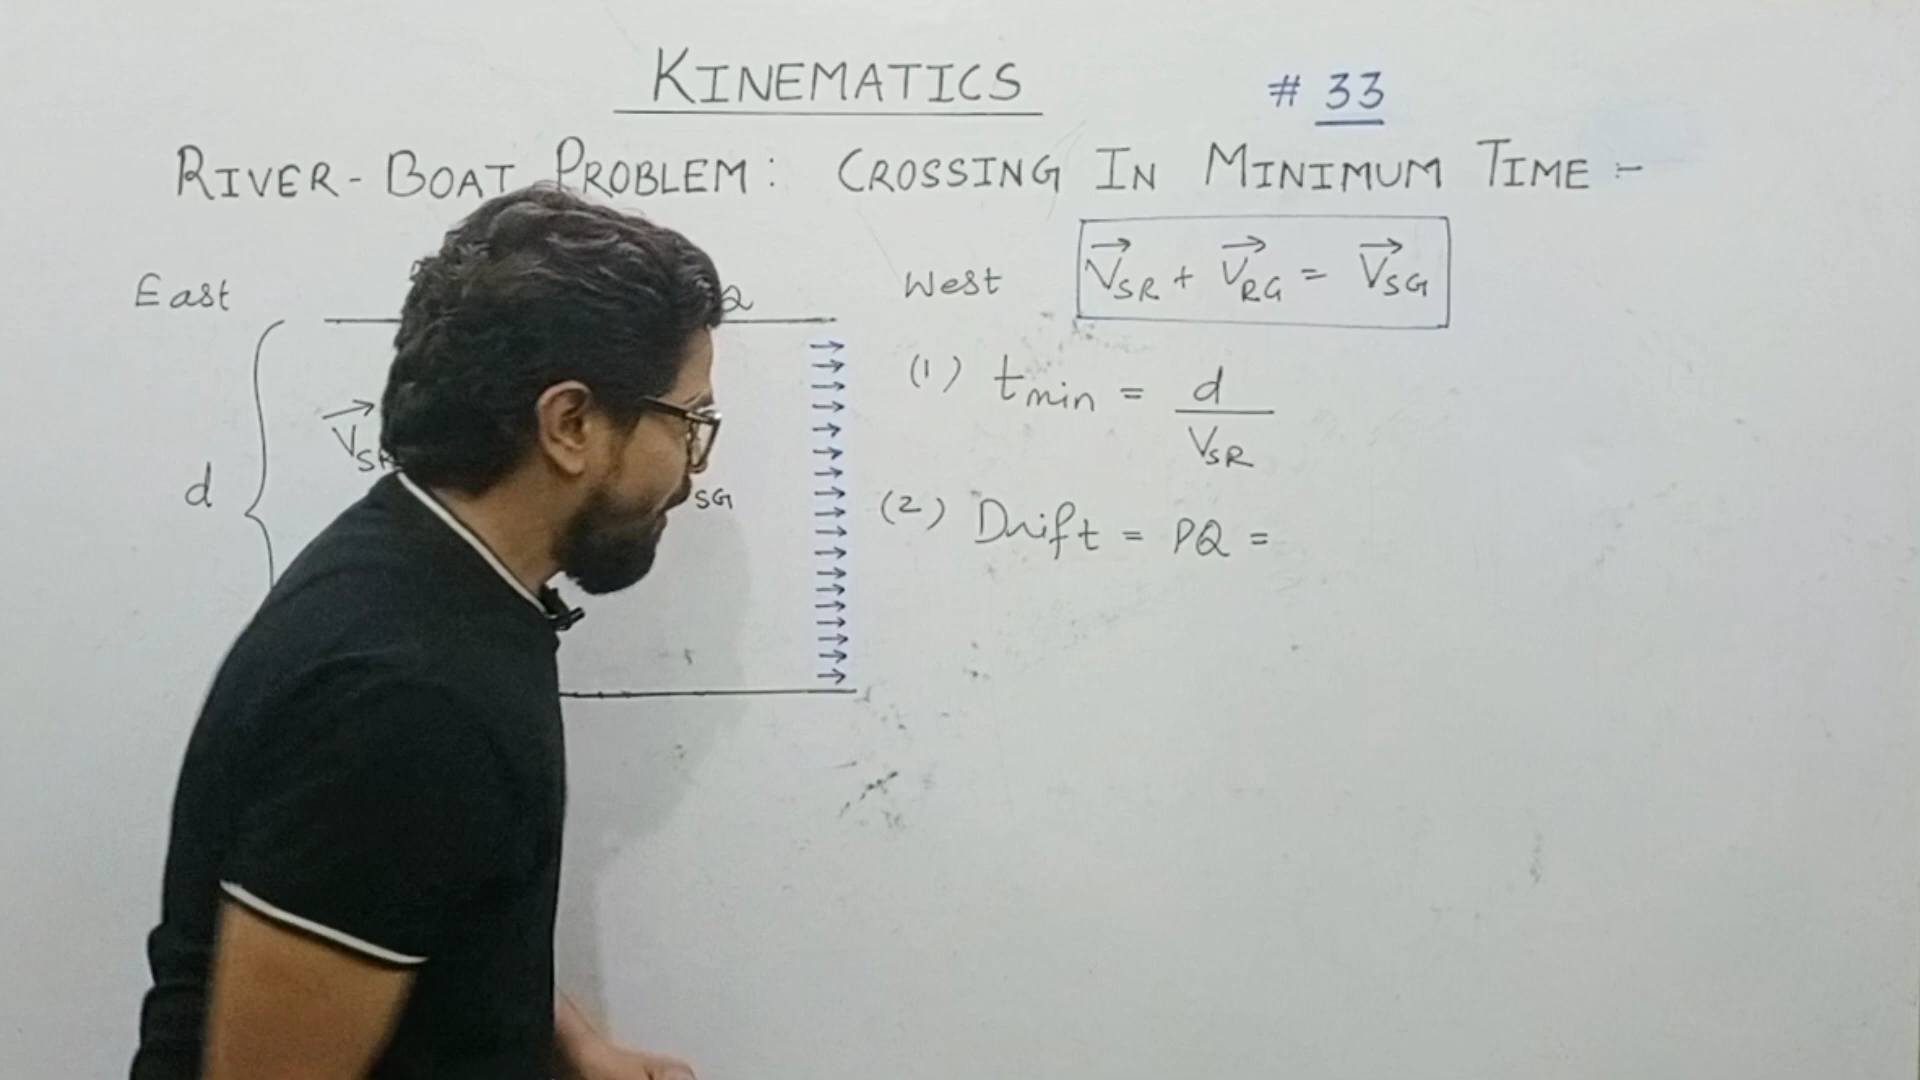 KINEMATICS
# 33
RIVER-BOAT PROBLEM: CROSSING IN MINIMUM TIME :-
East
Q
West
V⃗SR + V⃗RG = V⃗SG
(1) tmin = d / VSR
V⃗SR
d
SG
(2) Drift = PQ =